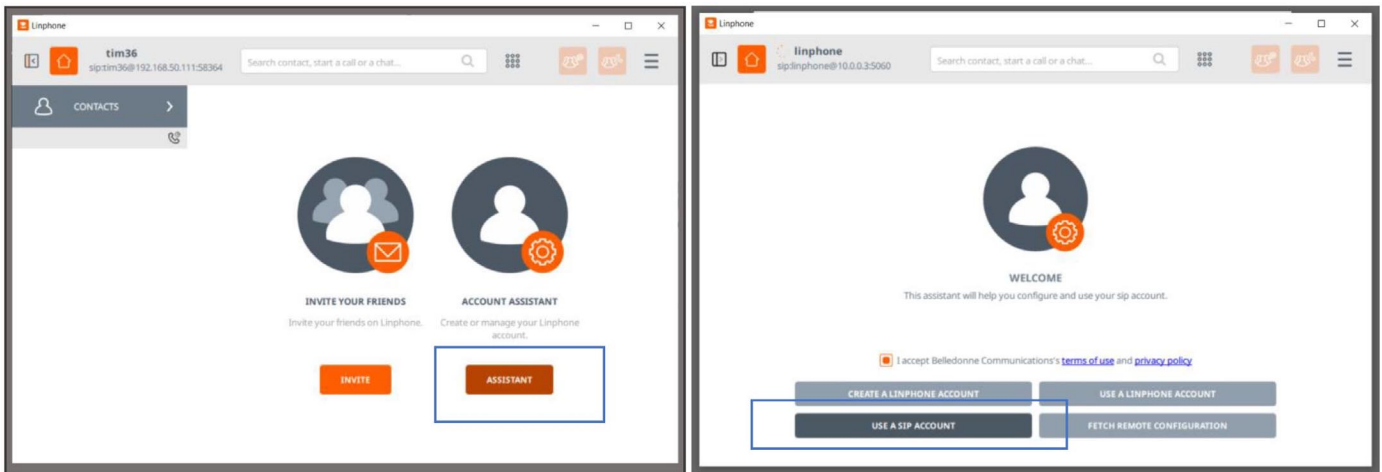 Linphone
tim36
sip:tim36@192.168.50.111:58364
Search contact, start a call or a chat...
CONTACTS
INVITE YOUR FRIENDS
Invite your friends on Linphone.
INVITE
ACCOUNT ASSISTANT
Create or manage your Linphone
account.
ASSISTANT
Linphone
linphone
sip:linphone@10.0.0.3:5060
Search contact, start a call or a chat...
WELCOME
This assistant will help you configure and use your sip account.
I accept Belledonne Communications's terms of use and privacy policy
CREATE A LINPHONE ACCOUNT
USE A LINPHONE ACCOUNT
USE A SIP ACCOUNT
FETCH REMOTE CONFIGURATION